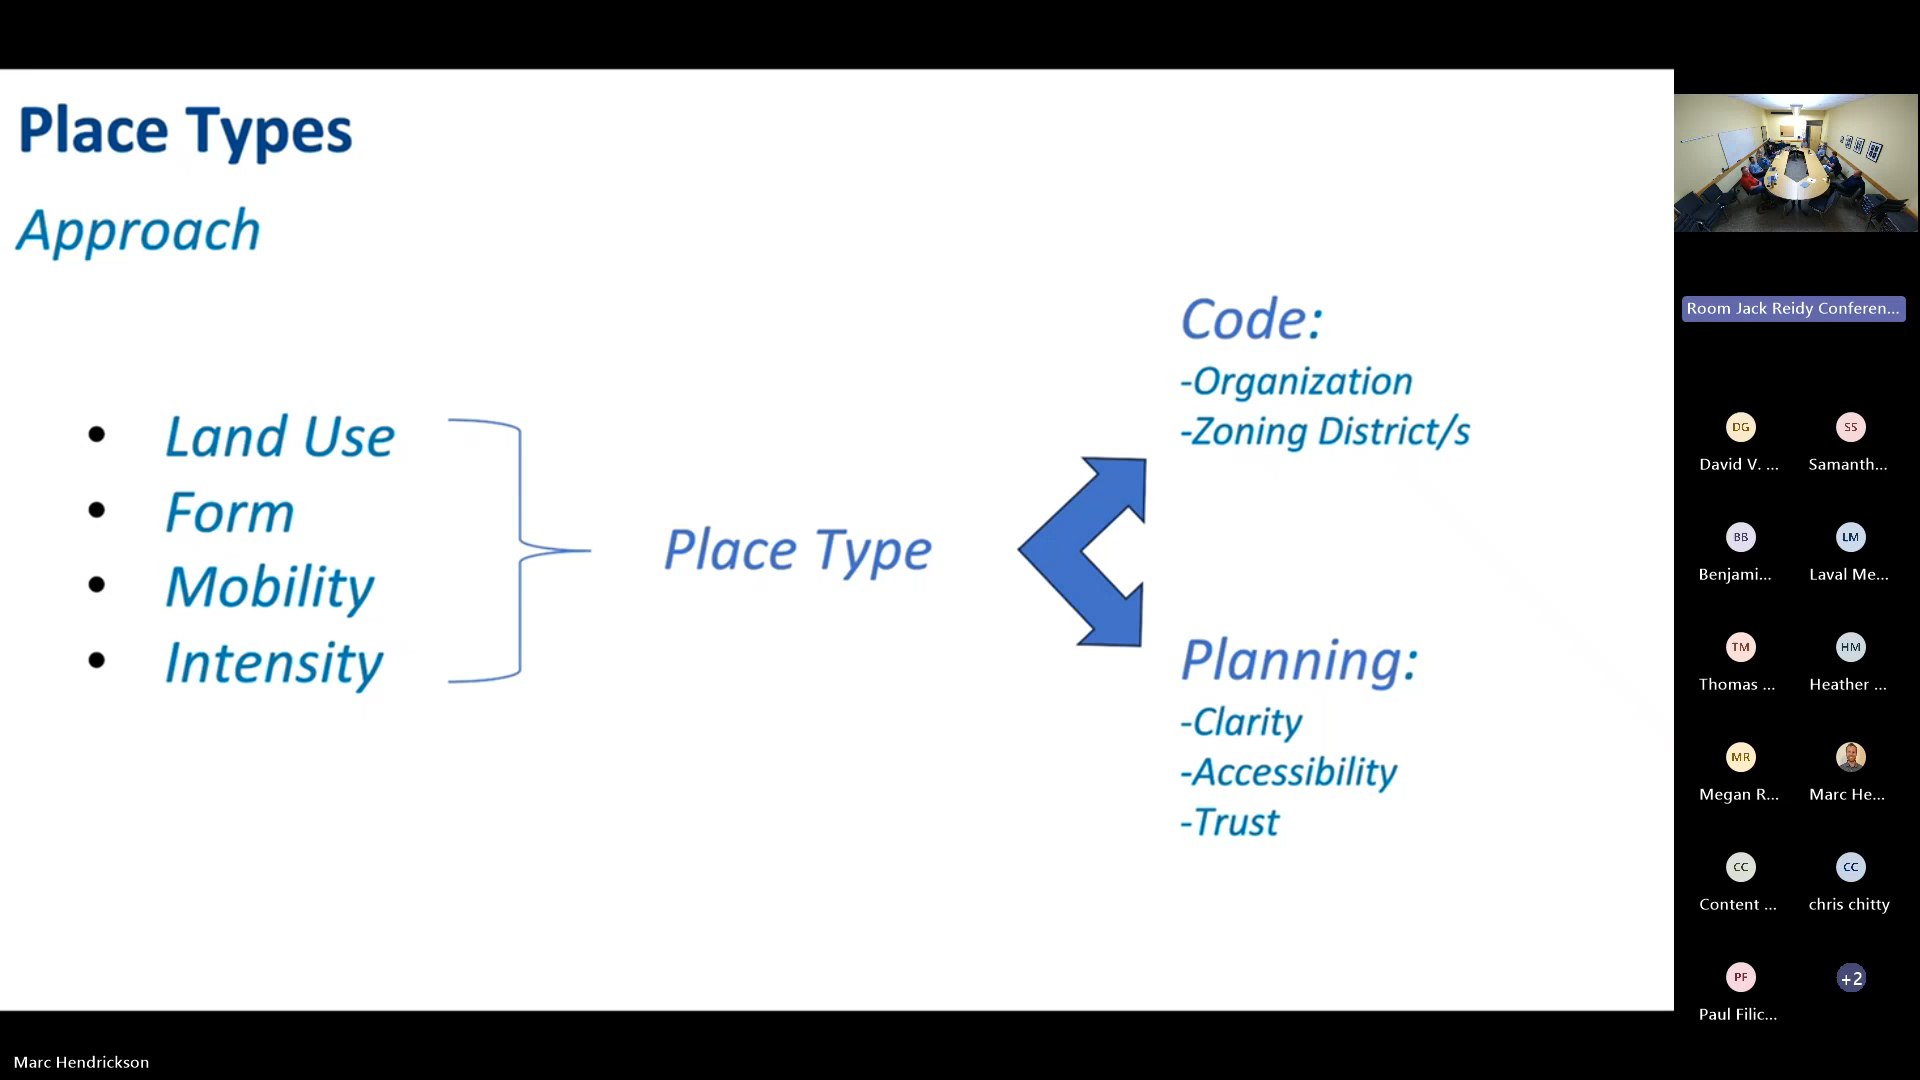 Place Types
Approach
• Land Use
• Form
• Mobility
• Intensity
Place Type
Code:
-Organization
-Zoning District/s
Planning:
-Clarity
-Accessibility
-Trust
Room Jack Reidy Conferen...
DG
David V. ...
SS
Samanth...
BB
Benjami...
LM
Laval Me...
TM
Thomas ...
HM
Heather ...
MR
Megan R...
Marc He...
CC
Content ...
CC
chris chitty
PF
Paul Filic...
+2
Marc Hendrickson